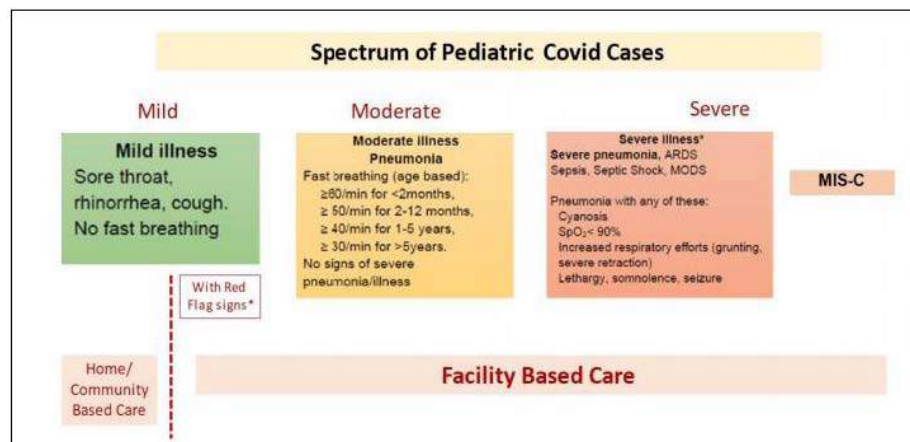 Spectrum of Pediatric Covid Cases
Mild
Mild illness
Sore throat,
rhinorrhea, cough.
No fast breathing
Moderate
Moderate illness
Pneumonia
Fast breathing (age based):
≥60/min for <2months,
≥ 50/min for 2-12 months,
≥ 40/min for 1-5 years,
≥ 30/min for >5years.
No signs of severe
pneumonia/illness
Severe
Severe illness*
Severe pneumonia, ARDS
Sepsis, Septic Shock, MODS
Pneumonia with any of these:
Cyanosis
SpO₂< 90%
Increased respiratory efforts (grunting,
severe retraction)
Lethargy, somnolence, seizure
MIS-C
With Red
Flag signs*
Home/
Community
Based Care
Facility Based Care